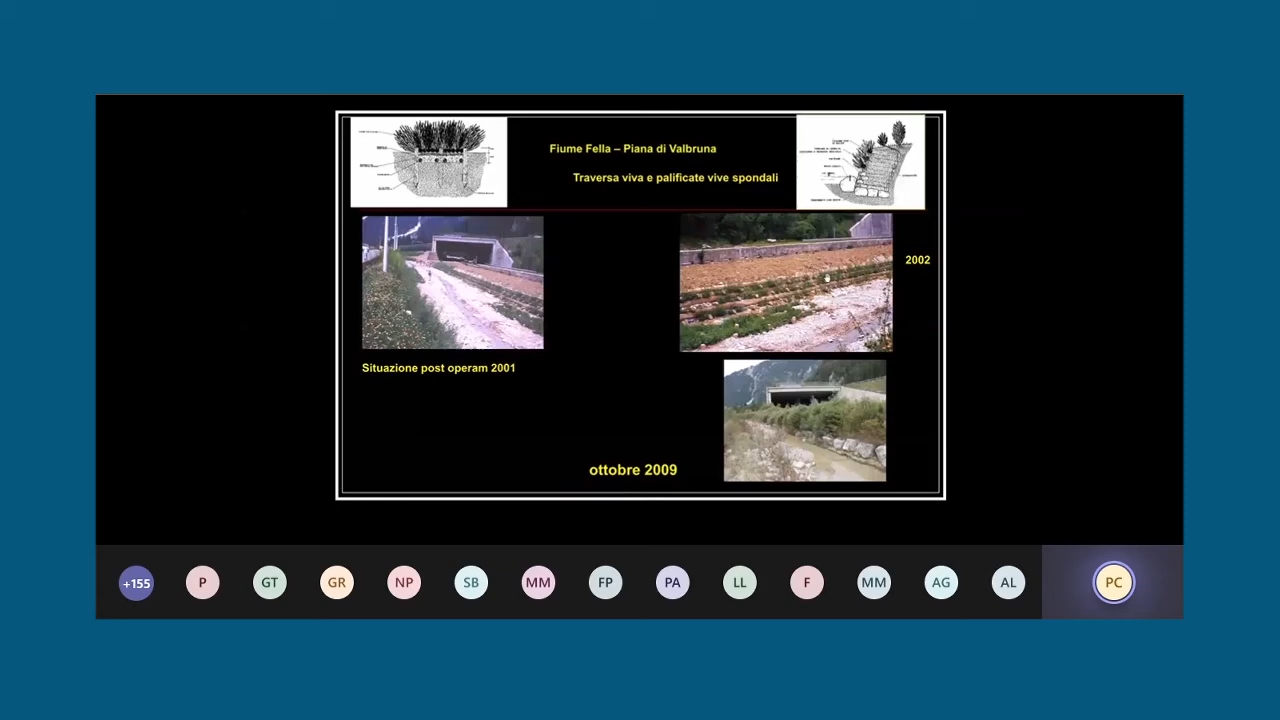 Fiume Fella – Piana di Valbruna
Traversa viva e palificate vive spondali
2002
Situazione post operam 2001
ottobre 2009
+155
P
GT
GR
NP
SB
MM
FP
PA
LL
F
MM
AG
AL
PC